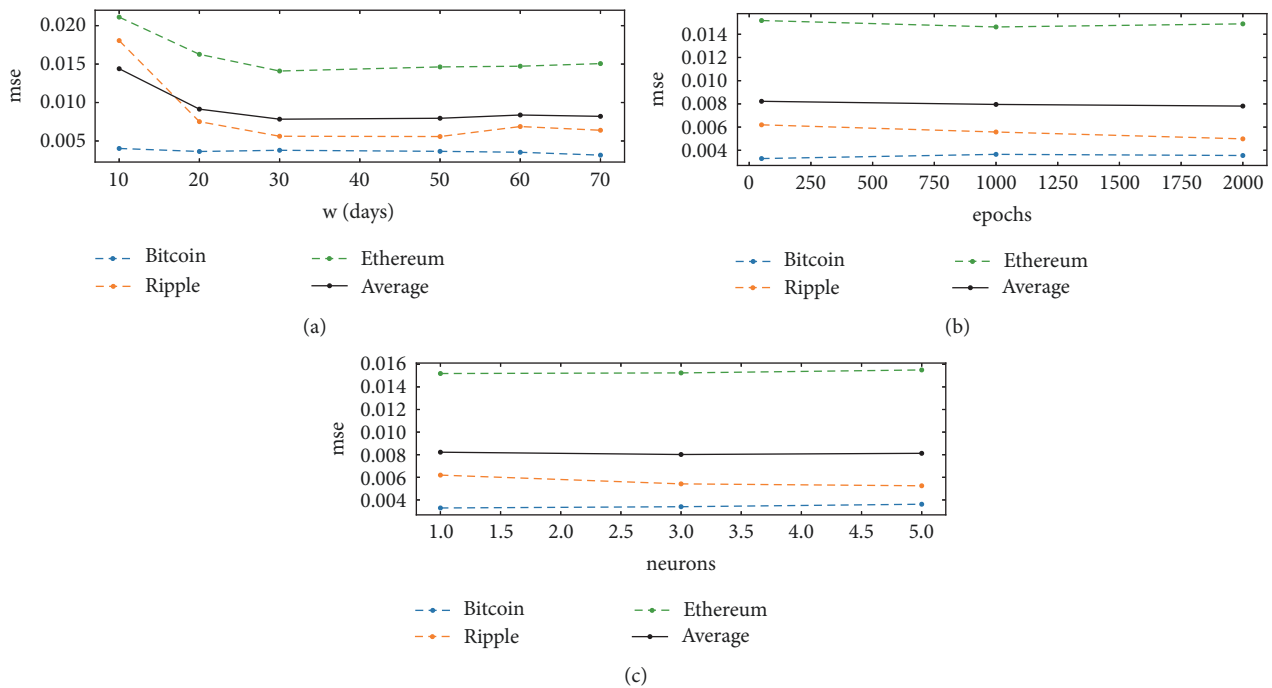 0.020
0.015
0.010
0.005
mse
10 20 30 40 50 60 70
w (days)
Bitcoin
Ripple
Ethereum
Average
(a)
0.014
0.012
0.010
0.008
0.006
0.004
mse
0 250 500 750 1000 1250 1500 1750 2000
epochs
Bitcoin
Ripple
Ethereum
Average
(b)
0.016
0.014
0.012
0.010
0.008
0.006
0.004
mse
1.0 1.5 2.0 2.5 3.0 3.5 4.0 4.5 5.0
neurons
Bitcoin
Ripple
Ethereum
Average
(c)